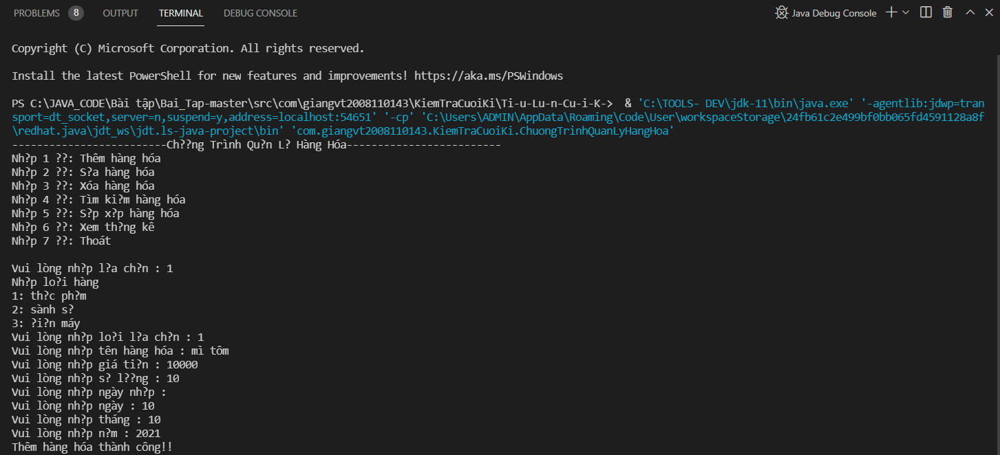 PROBLEMS 8 OUTPUT TERMINAL DEBUG CONSOLE Java Debug Console
Copyright (C) Microsoft Corporation. All rights reserved.
Install the latest PowerShell for new features and improvements! https://aka.ms/PSWindows
PS C:\JAVA_CODE\Bài tập\Bai_Tap-master\src\com\giangvt2008110143\KiemTraCuoiKi\Ti-u-Lu-n-Cu-i-K->  & 'C:\TOOLS- DEV\jdk-11\bin\java.exe' '-agentlib:jdwp=tran
sport=dt_socket,server=n,suspend=y,address=localhost:54651' '-cp' 'C:\Users\ADMIN\AppData\Roaming\Code\User\workspaceStorage\24fb61c2e499bf0bb065fd4591128a8f
\redhat.java\jdt_ws\jdt.ls-java-project\bin' 'com.giangvt2008110143.KiemTraCuoiKi.ChuongTrinhQuanLyHangHoa'
-------------------------Ch??ng Trình Qu?n L? Hàng Hóa-------------------------
Nh?p 1 ??: Thêm hàng hóa
Nh?p 2 ??: S?a hàng hóa
Nh?p 3 ??: Xóa hàng hóa
Nh?p 4 ??: Tìm ki?m hàng hóa
Nh?p 5 ??: S?p x?p hàng hóa
Nh?p 6 ??: Xem th?ng kê
Nh?p 7 ??: Thoát
Vui lòng nh?p l?a ch?n : 1
Nh?p lo?i hàng
1: th?c ph?m
2: sành s?
3: ?i?n máy
Vui lòng nh?p lo?i l?a ch?n : 1
Vui lòng nh?p tên hàng hóa : mì tôm
Vui lòng nh?p giá ti?n : 10000
Vui lòng nh?p s? l??ng : 10
Vui lòng nh?p ngày nh?p :
Vui lòng nh?p ngày : 10
Vui lòng nh?p tháng : 10
Vui lòng nh?p n?m : 2021
Thêm hàng hóa thành công!!